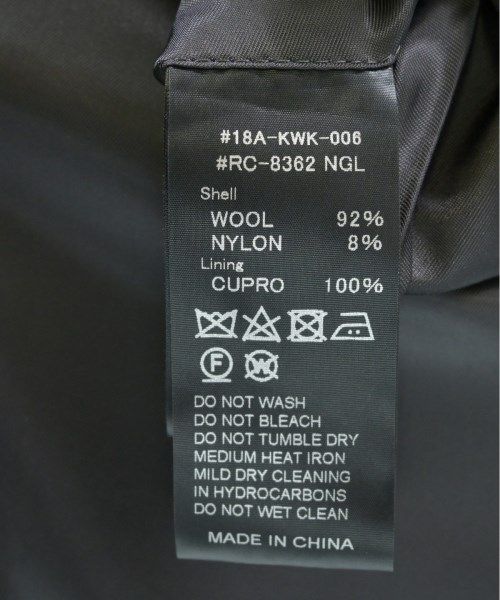 #18A-KWK-006
#RC-8362 NGL
Shell
WOOL 92%
NYLON 8%
Lining
CUPRO 100%
F W
DO NOT WASH
DO NOT BLEACH
DO NOT TUMBLE DRY
MEDIUM HEAT IRON
MILD DRY CLEANING
IN HYDROCARBONS
DO NOT WET CLEAN
MADE IN CHINA